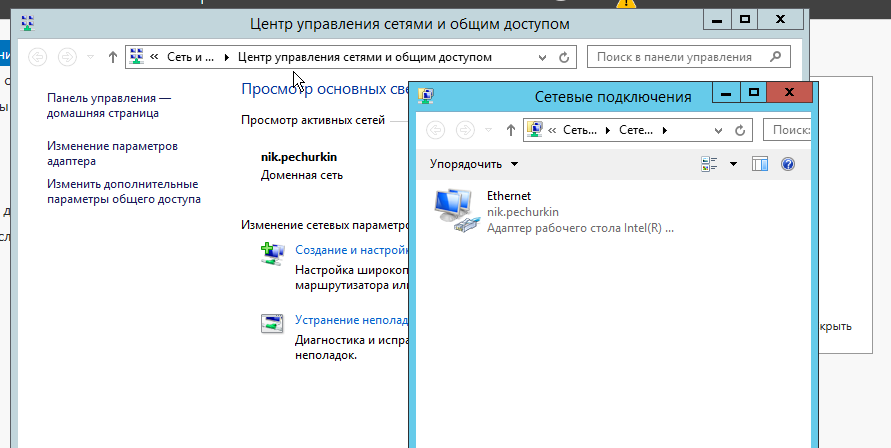 Центр управления сетями и общим доступом
Сеть и ...
Центр управления сетями и общим доступом
Поиск в панели управления
Панель управления —
домашняя страница
Изменение параметров
адаптера
Изменить дополнительные
параметры общего доступа
Просмотр основных све
Просмотр активных сетей
nik.pechurkin
Доменная сеть
Изменение сетевых параметро
Создание и настройк
Настройка широкоп
маршрутизатора или
Устранение неполад
Диагностика и испра
неполадок.
Сетевые подключения
Сеть...
Сете...
Поиск:
Упорядочить
Ethernet
nik.pechurkin
Адаптер рабочего стола Intel(R) ...
крыть